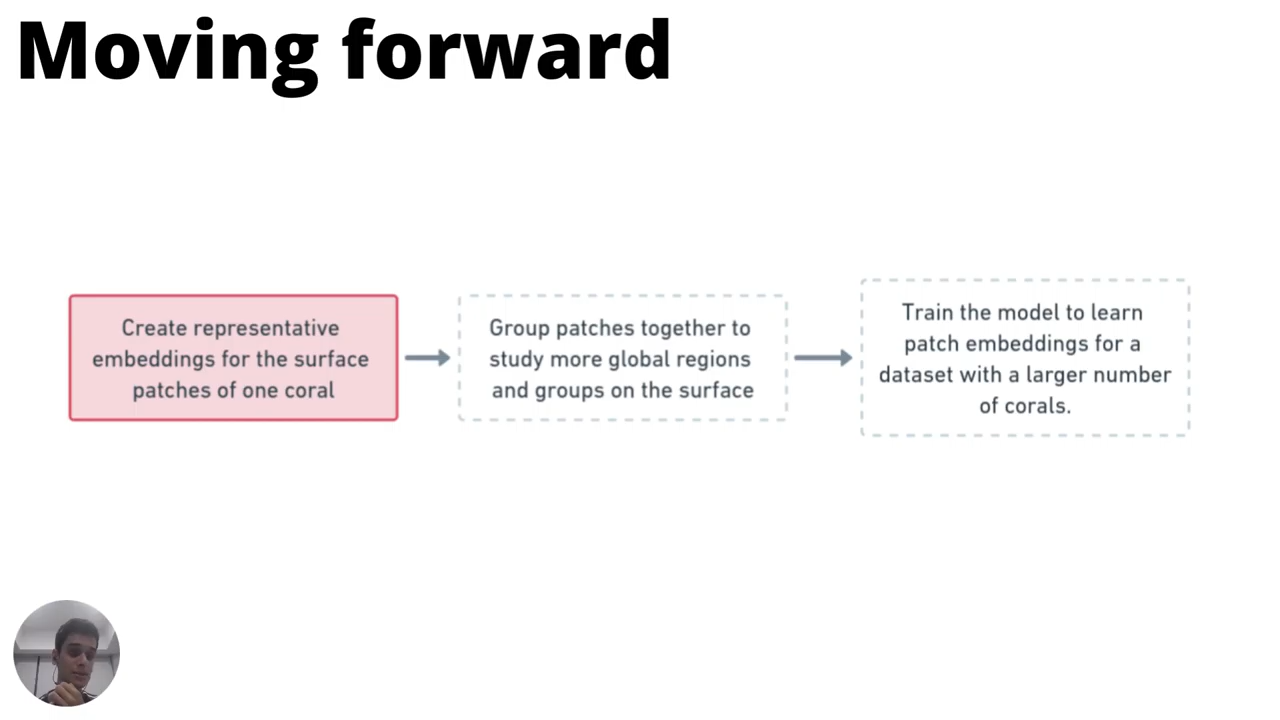 Moving forward
Create representative
embeddings for the surface
patches of one coral
Group patches together to
study more global regions
and groups on the surface
Train the model to learn
patch embeddings for a
dataset with a larger number
of corals.